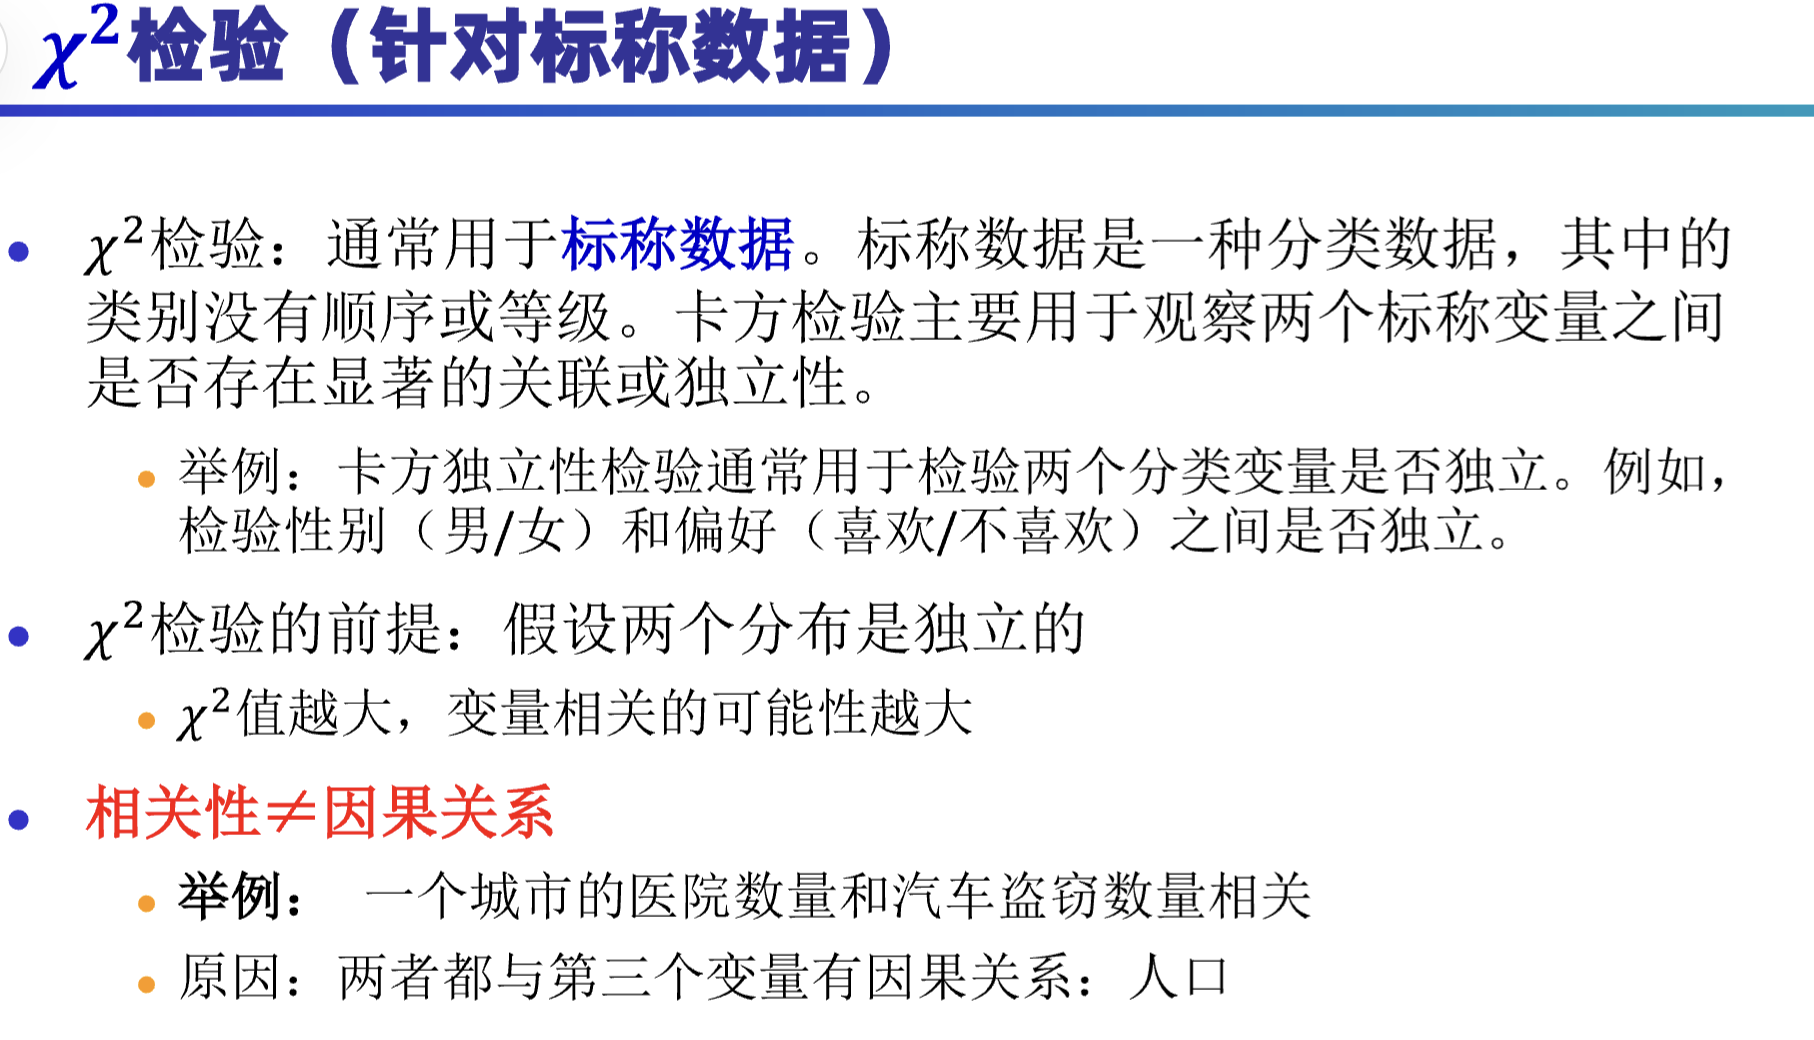 χ²检验（针对标称数据）
χ²检验：通常用于标称数据。标称数据是一种分类数据，其中的
类别没有顺序或等级。卡方检验主要用于观察两个标称变量之间
是否存在显著的关联或独立性。
举例：卡方独立性检验通常用于检验两个分类变量是否独立。例如，
检验性别（男/女）和偏好（喜欢/不喜欢）之间是否独立。
χ²检验的前提：假设两个分布是独立的
χ²值越大，变量相关的可能性越大
相关性≠因果关系
举例： 一个城市的医院数量和汽车盗窃数量相关
原因：两者都与第三个变量有因果关系：人口